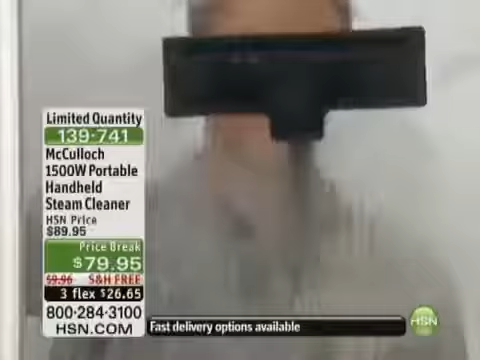 Limited Quantity
139-741
McCulloch
1500W Portable
Handheld
Steam Cleaner
HSN Price
$89.95
Price Break
$79.95
$9.96 S&H FREE
3 flex $26.65
800-284-3100
HSN.COM
Fast delivery options available
HSN